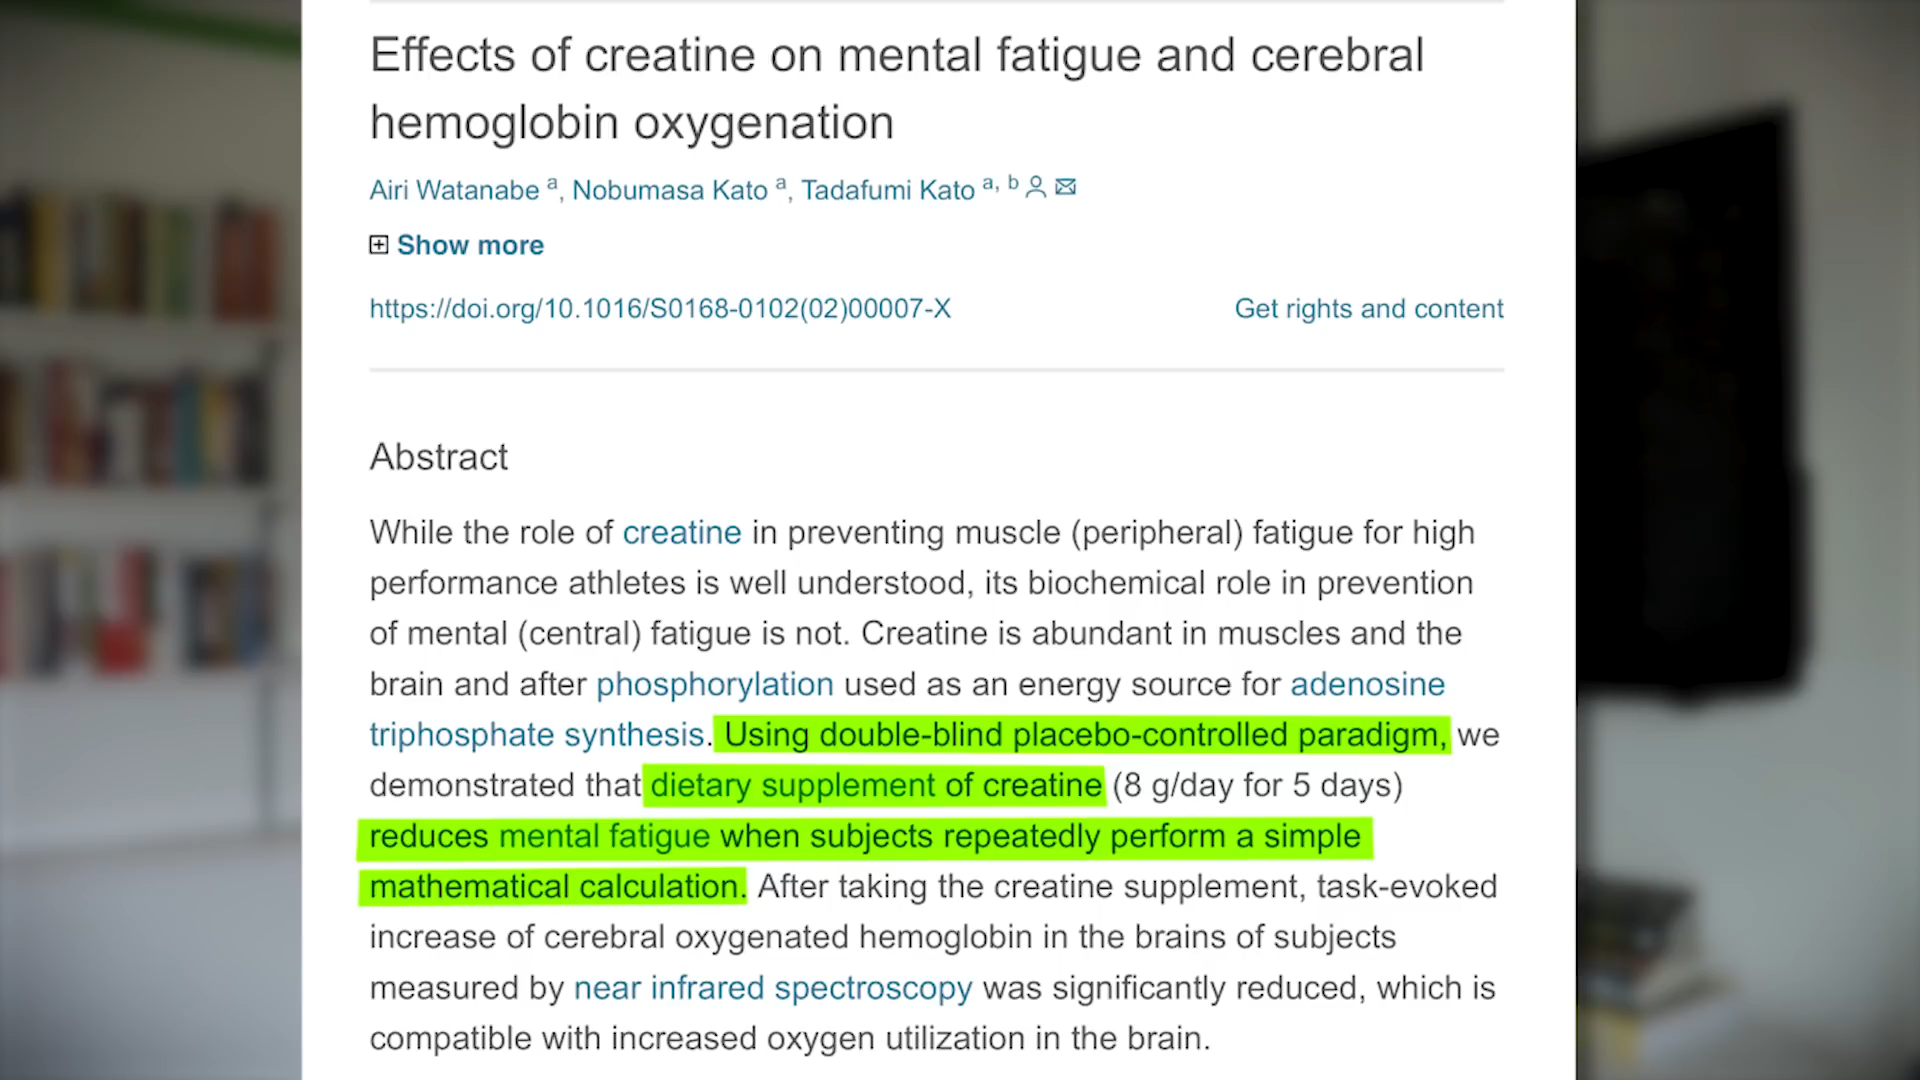 Effects of creatine on mental fatigue and cerebral
hemoglobin oxygenation
Airi Watanabe a, Nobumasa Kato a, Tadafumi Kato a, b
Show more
https://doi.org/10.1016/S0168-0102(02)00007-X Get rights and content
Abstract
While the role of creatine in preventing muscle (peripheral) fatigue for high
performance athletes is well understood, its biochemical role in prevention
of mental (central) fatigue is not. Creatine is abundant in muscles and the
brain and after phosphorylation used as an energy source for adenosine
triphosphate synthesis. Using double-blind placebo-controlled paradigm, we
demonstrated that dietary supplement of creatine (8 g/day for 5 days)
reduces mental fatigue when subjects repeatedly perform a simple
mathematical calculation. After taking the creatine supplement, task-evoked
increase of cerebral oxygenated hemoglobin in the brains of subjects
measured by near infrared spectroscopy was significantly reduced, which is
compatible with increased oxygen utilization in the brain.